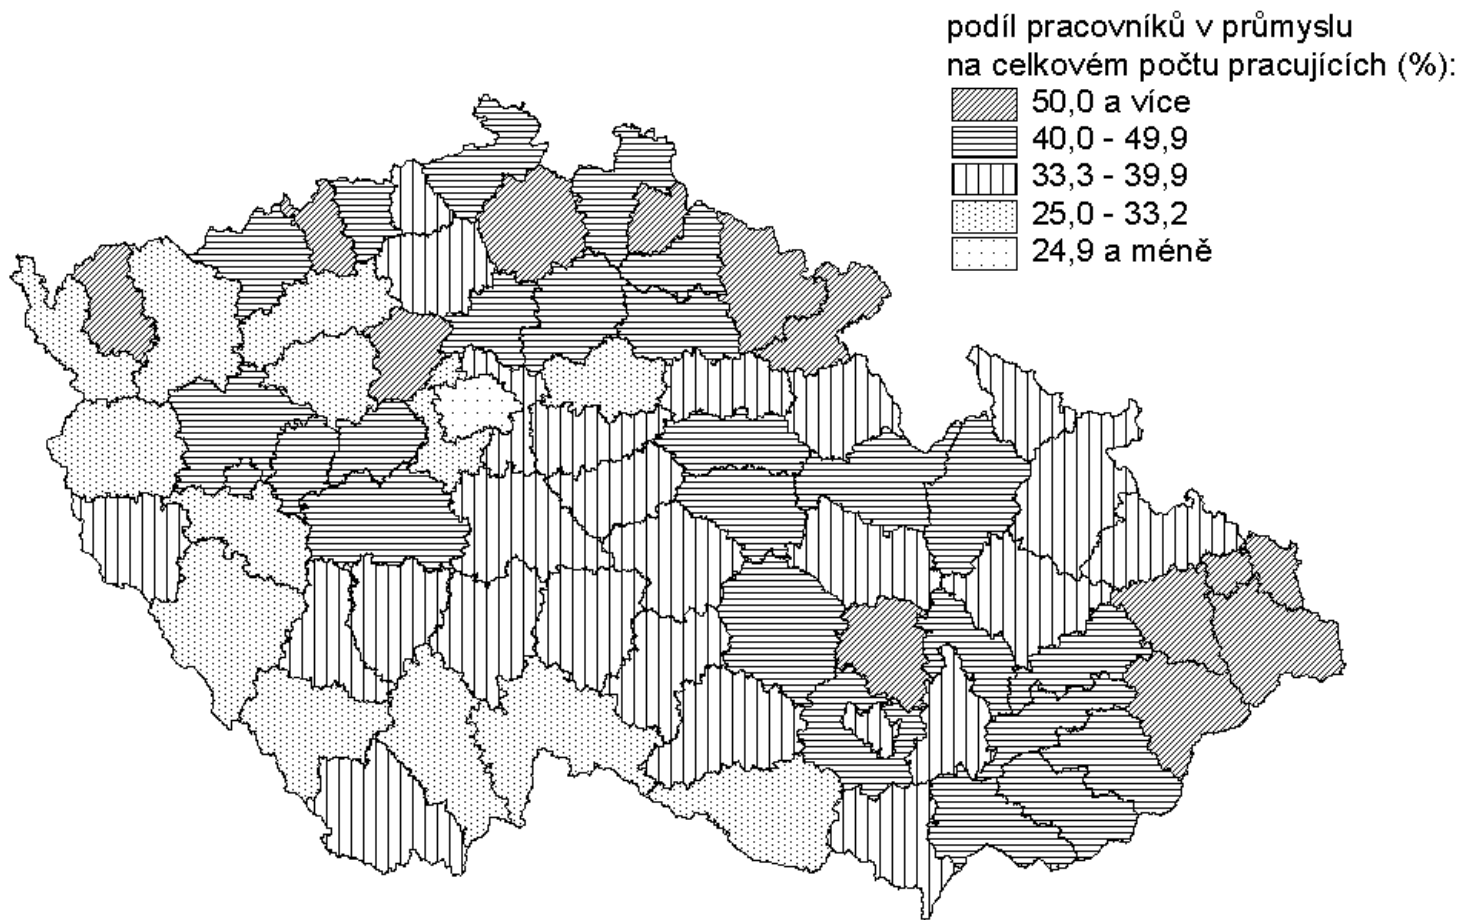 podíl pracovníků v průmyslu
na celkovém počtu pracujících (%):
50,0 a více
40,0 - 49,9
33,3 - 39,9
25,0 - 33,2
24,9 a méně